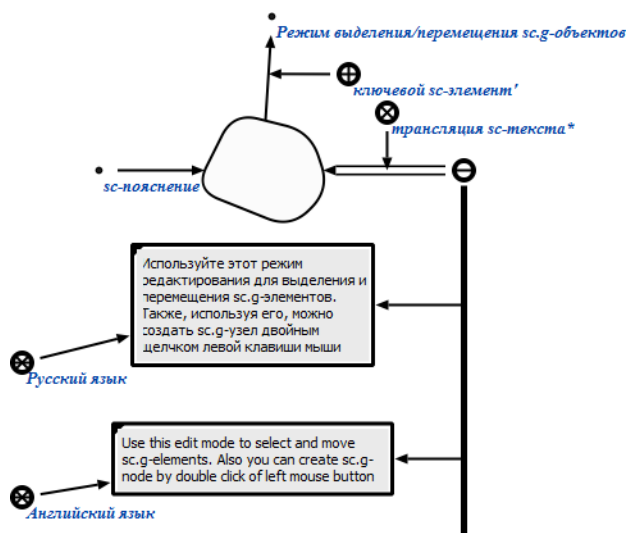 Режим выделения/перемещения sc.g-объектов
ключевой sc-элемент'
трансляция sc-текста*
sc-пояснение
Используйте этот режим
редактирования для выделения и
перемещения sc.g-элементов.
Также, используя его, можно
создать sc.g-узел двойным
щелчком левой клавиши мыши
Русский язык
Use this edit mode to select and move
sc.g-elements. Also you can create sc.g-
node by double click of left mouse button
Английский язык